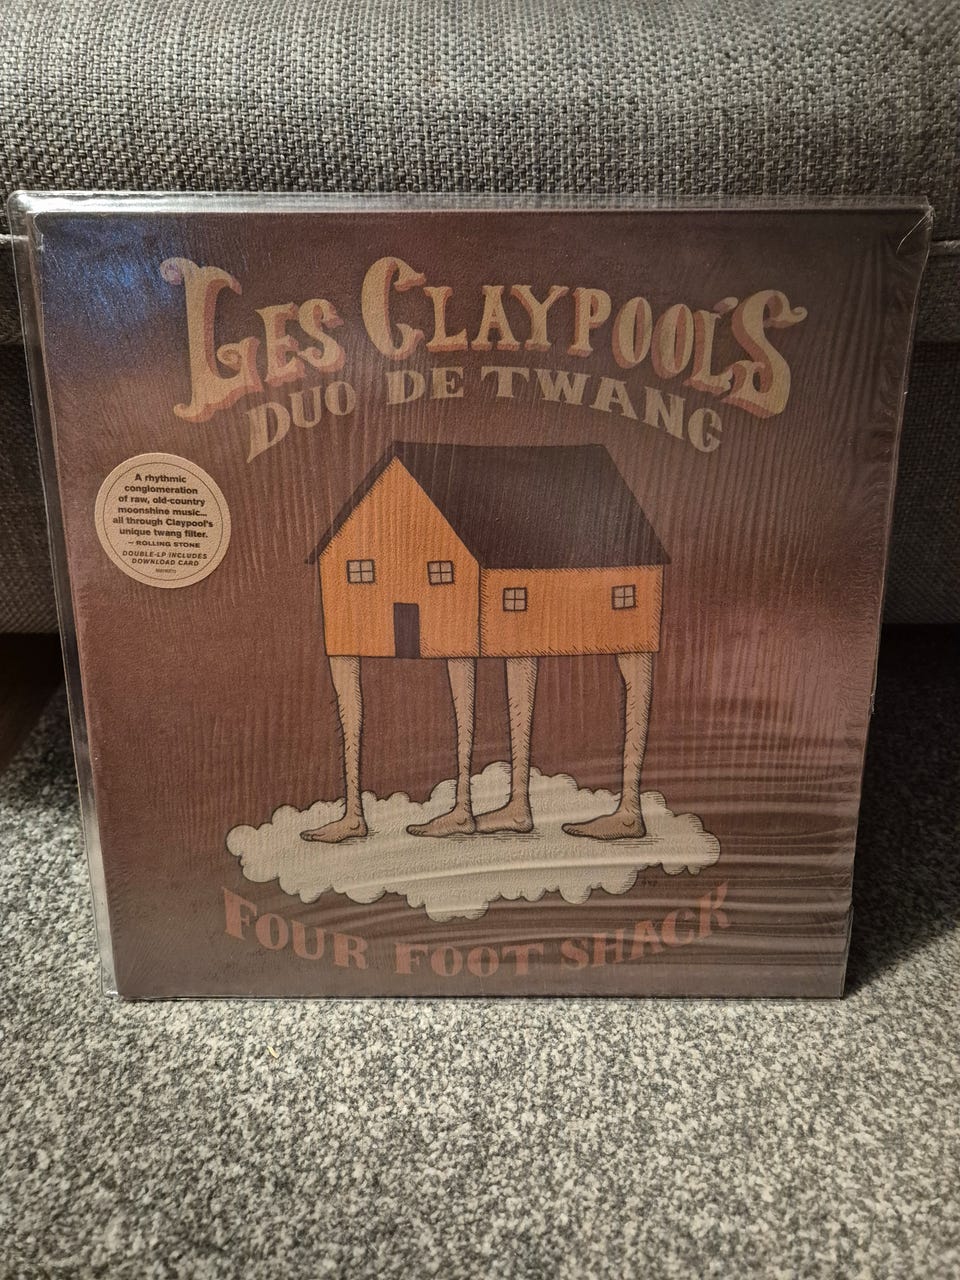 LES CLAYPOOL'S
DUO DE TWANG
A rhythmic
conglomeration
of raw, old-country
moonshine music...
all through Claypool's
unique twang filter.
— ROLLING STONE
DOUBLE-LP INCLUDES
DOWNLOAD CARD
FOUR FOOT SHACK